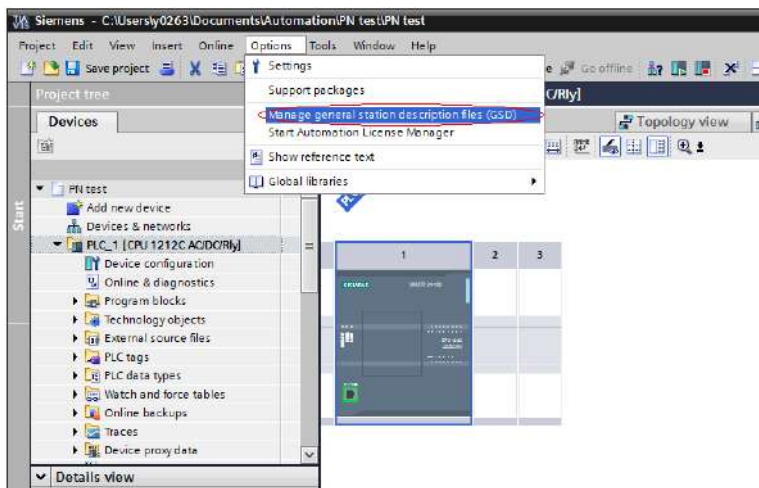 Siemens - C:\Users\y0263\Documents\Automation\PN test\PN test
Project Edit View Insert Online Options Tools Window Help
Save project
Go offline
Settings
Support packages
Manage general station description files (GSD)
Start Automation License Manager
Show reference text
Global libraries
Project tree
C/Rly]
Devices
Topology view
Start
PN test
Add new device
Devices & networks
PLC_1 [CPU 1212C AC/DC/Rly]
Device configuration
Online & diagnostics
Program blocks
Technology objects
External source files
PLC tags
PLC data types
Watch and force tables
Online backups
Traces
Device proxy data
Details view
1 2 3
SIEMENS